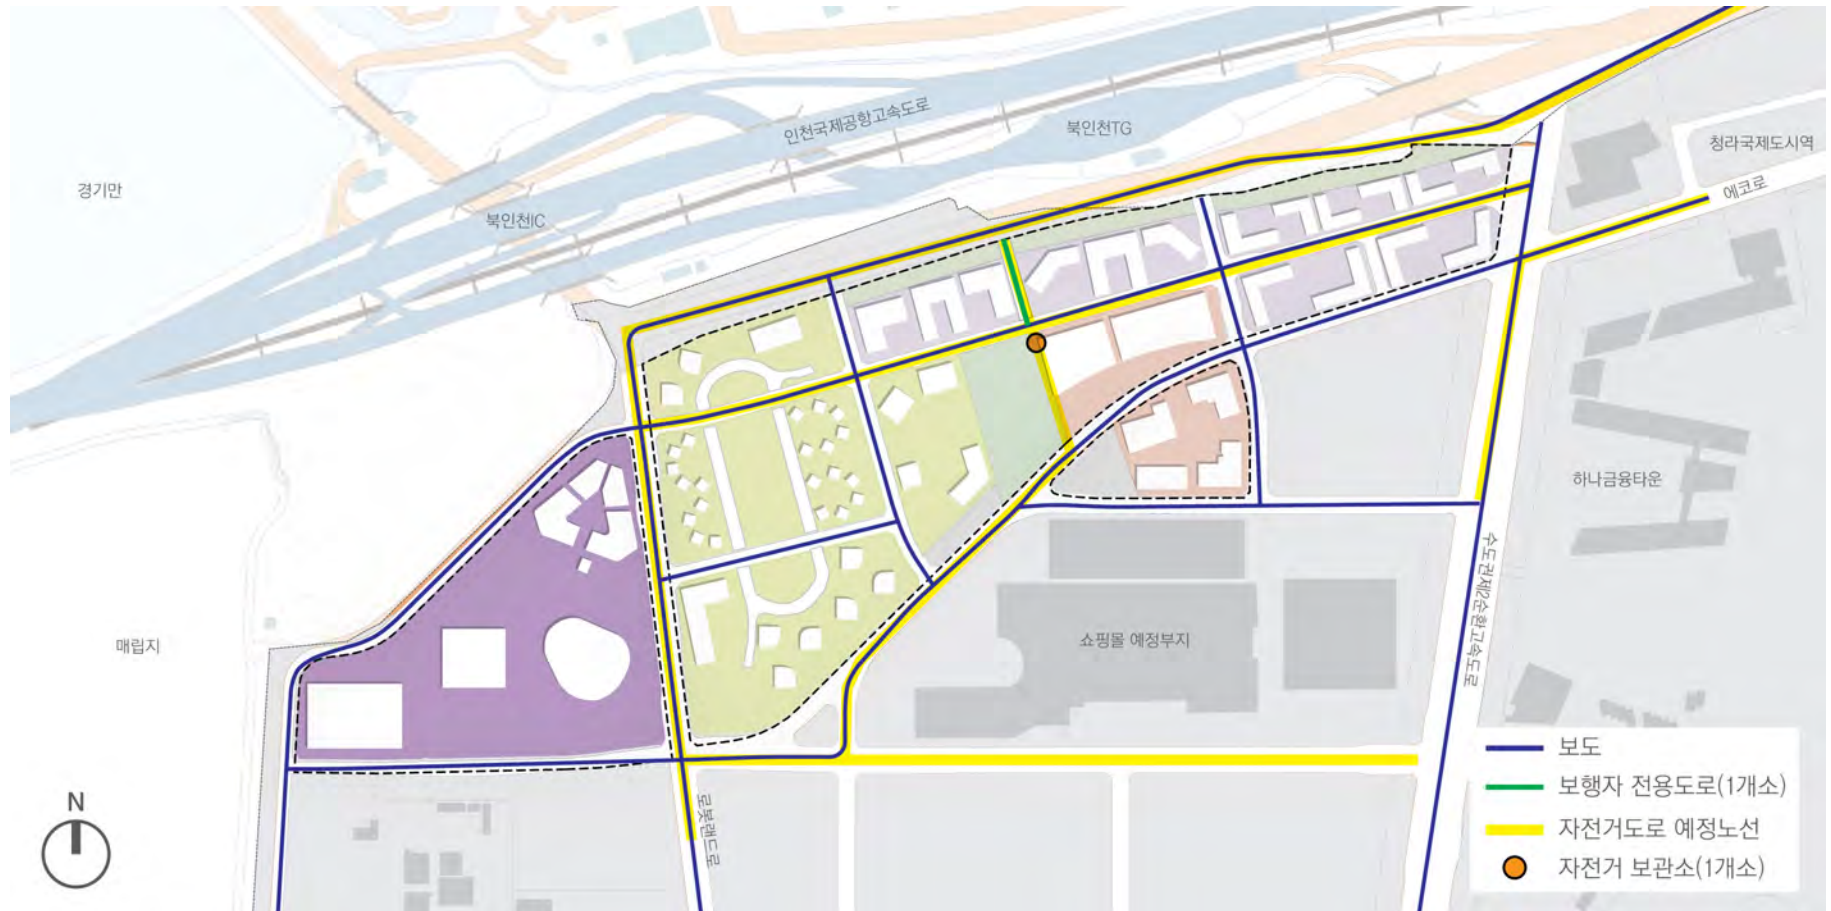 인천국제공항고속도로
북인천TG
청라국제도시역
경기만
에코로
북인천IC
하나금융타운
수도권제2순환고속도로
매립지
쇼핑몰 예정부지
보도
보행자 전용도로(1개소)
N
로봇랜드로
자전거도로 예정노선
자전거 보관소(1개소)